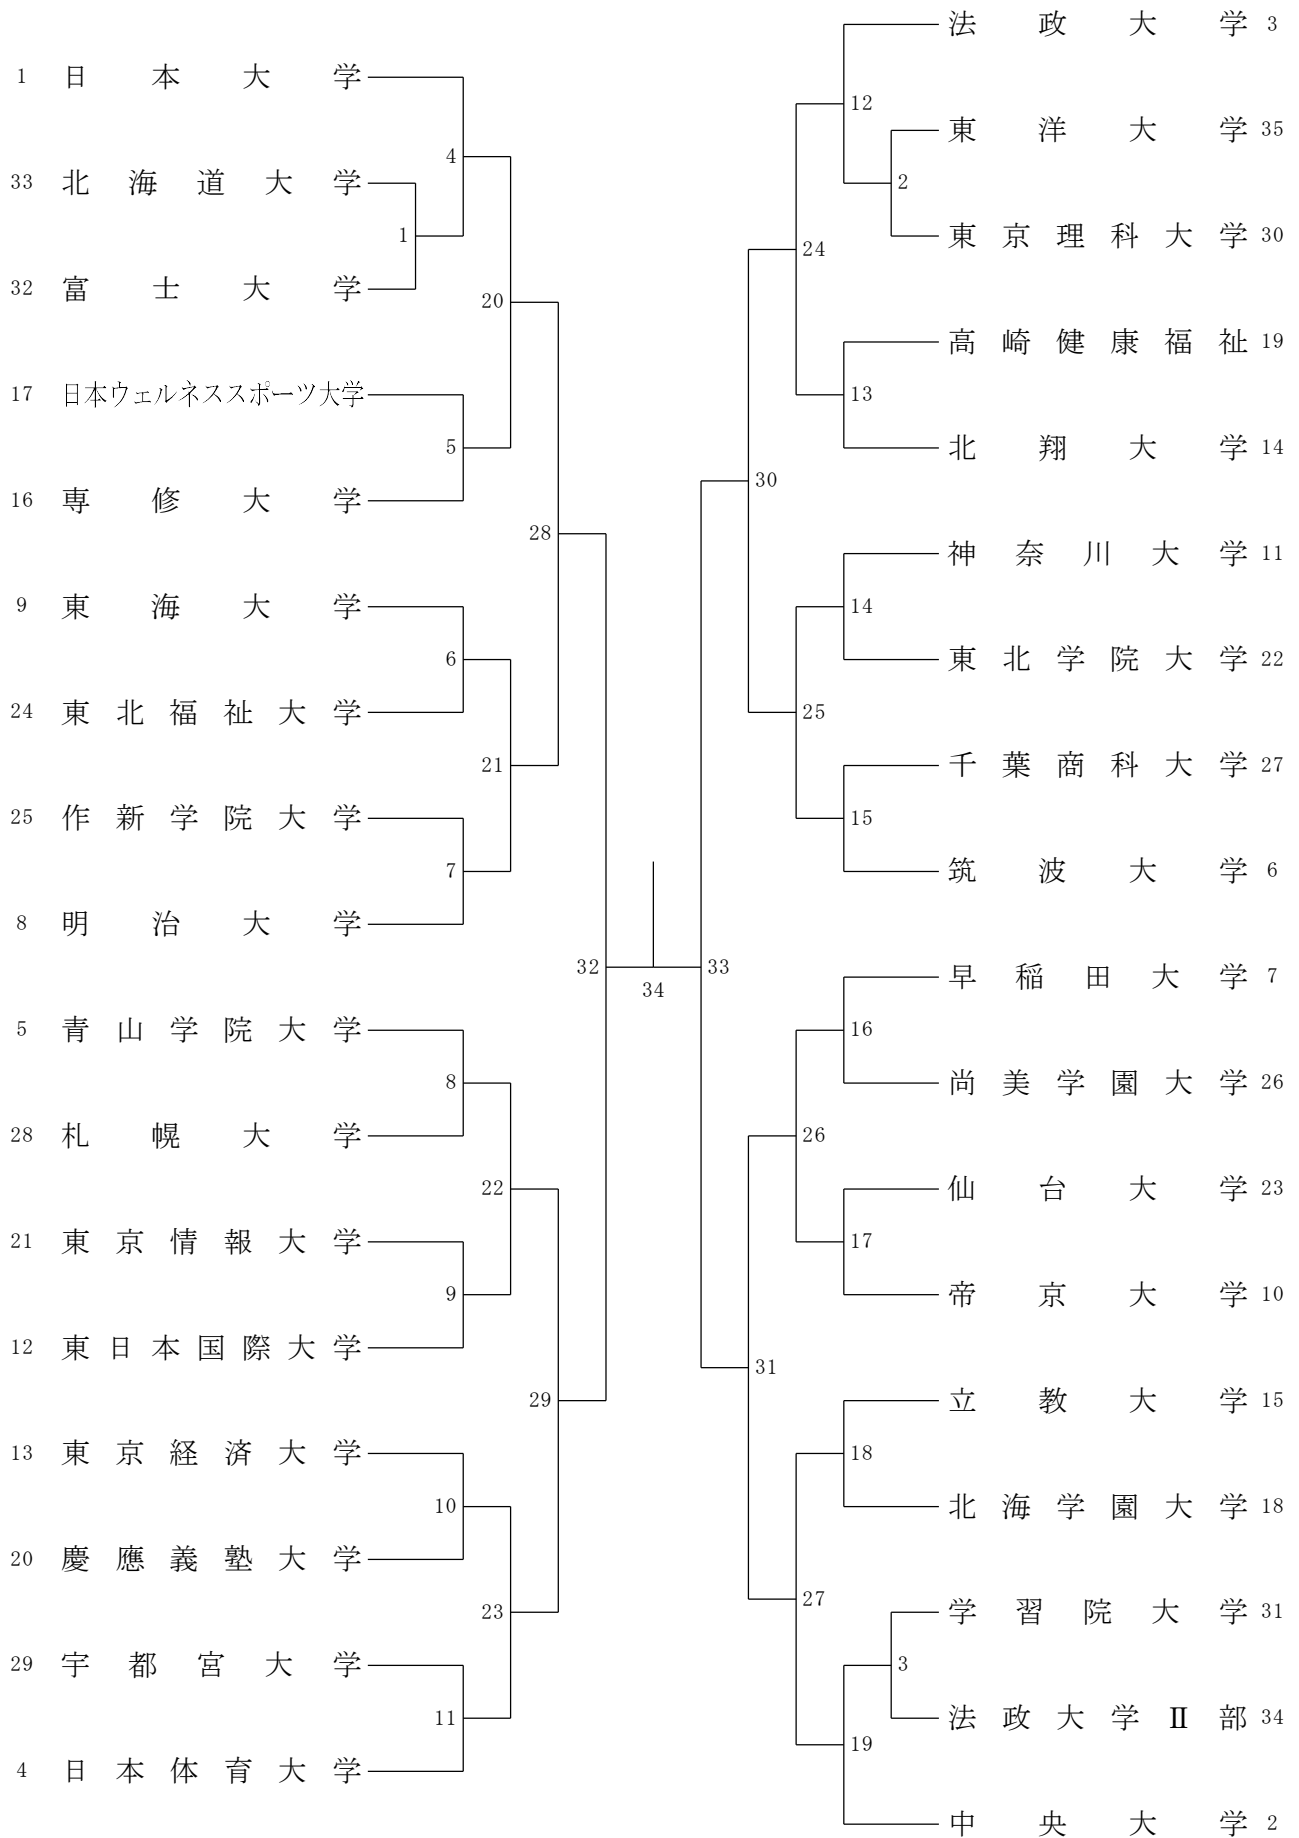 1 日本大学
4
33 北海道大学
1
32 富士大学
20
17 日本ウェルネススポーツ大学
5
16 専修大学
28
9 東海大学
6
24 東北福祉大学
21
25 作新学院大学
7
8 明治大学
32
5 青山学院大学
8
28 札幌大学
22
21 東京情報大学
9
12 東日本国際大学
29
13 東京経済大学
10
20 慶應義塾大学
23
29 宇都宮大学
11
4 日本体育大学
34
法政大学 3
12
東洋大学 35
2
東京理科大学 30
24
高崎健康福祉 19
13
北翔大学 14
30
神奈川大学 11
14
東北学院大学 22
25
千葉商科大学 27
15
筑波大学 6
33
早稲田大学 7
16
尚美学園大学 26
26
仙台大学 23
17
帝京大学 10
31
立教大学 15
18
北海学園大学 18
27
学習院大学 31
3
法政大学Ⅱ部 34
19
中央大学 2